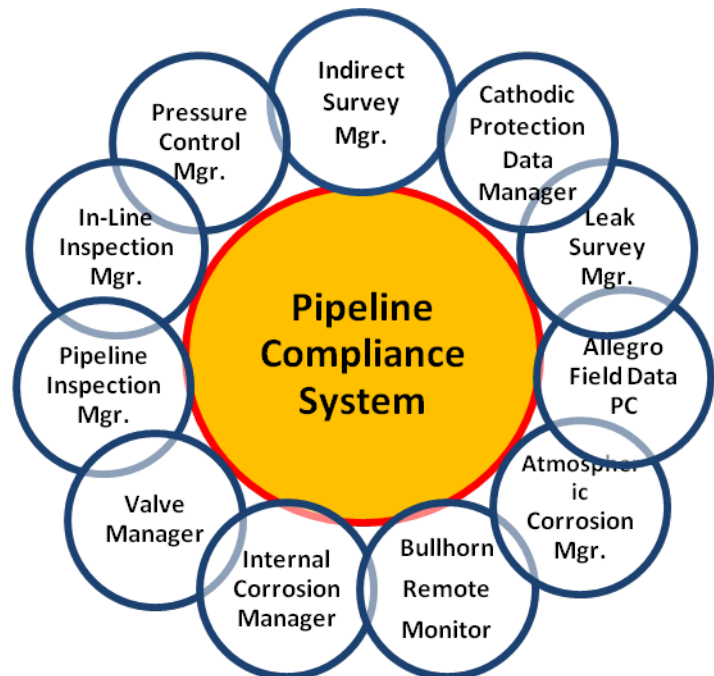 Indirect
Survey
Mgr.
Cathodic
Protection
Data
Manager
Leak
Survey
Mgr.
Allegro
Field Data
PC
Atmospher
ic
Corrosion
Mgr.
Bullhorn
Remote
Monitor
Internal
Corrosion
Manager
Valve
Manager
Pipeline
Inspection
Mgr.
In-Line
Inspection
Mgr.
Pressure
Control
Mgr.
Pipeline
Compliance
System